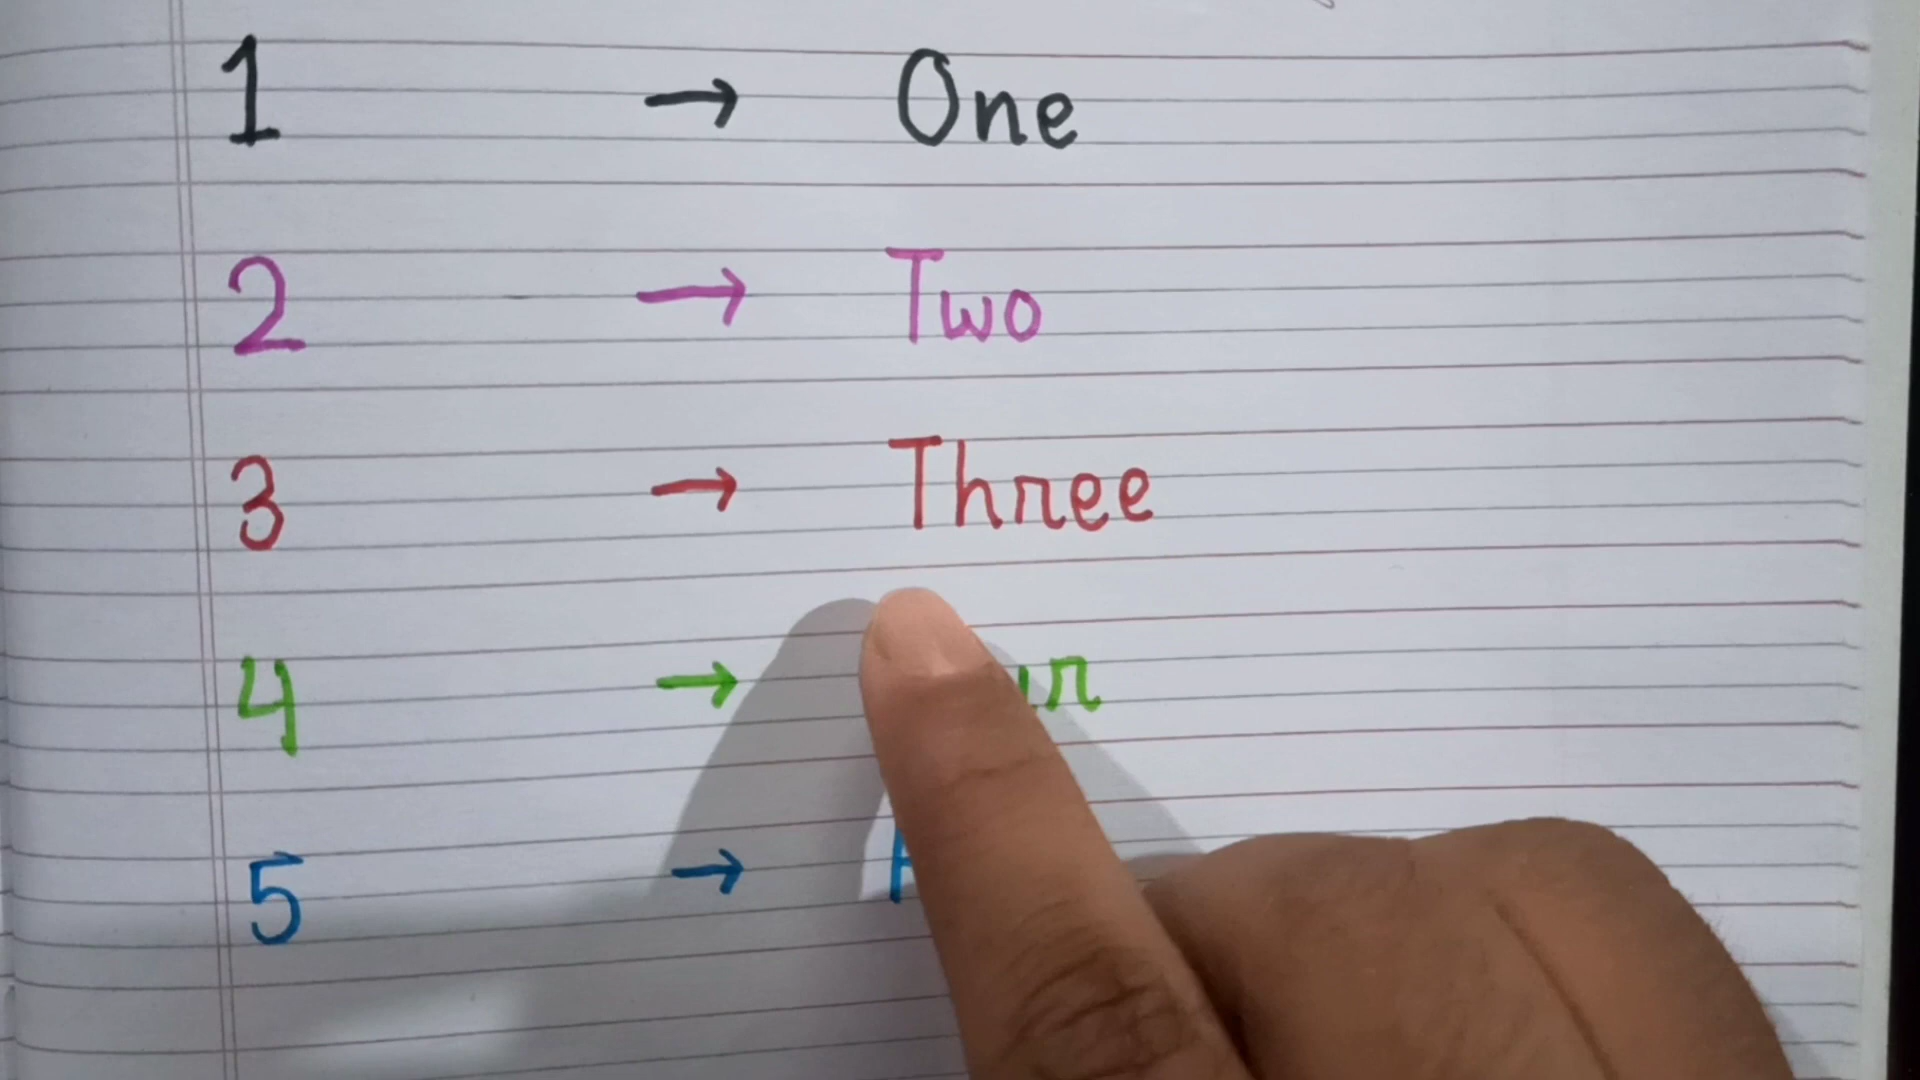 1 → One
2 → Two
3 → Three
4 →
5 →